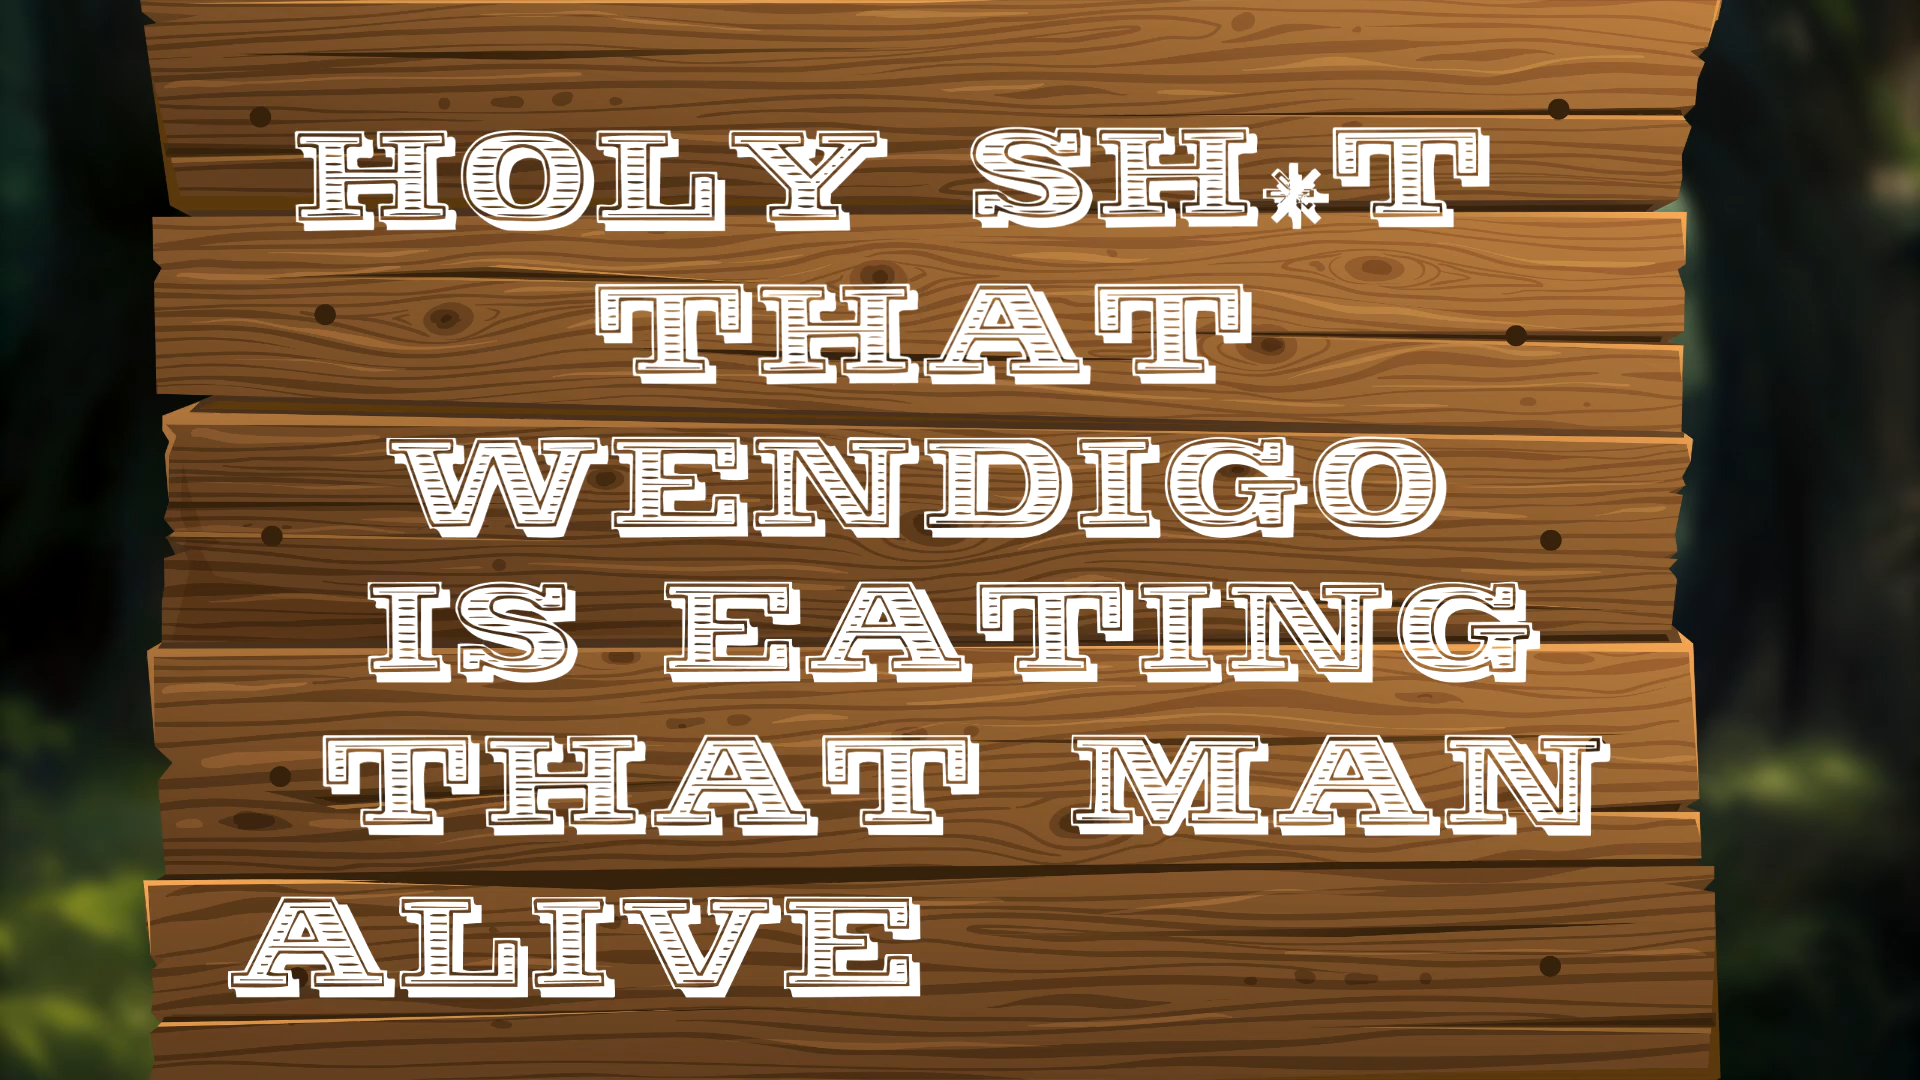 HOLY SH*T
THAT
WENDIGO
IS EATING
THAT MAN
ALIVE